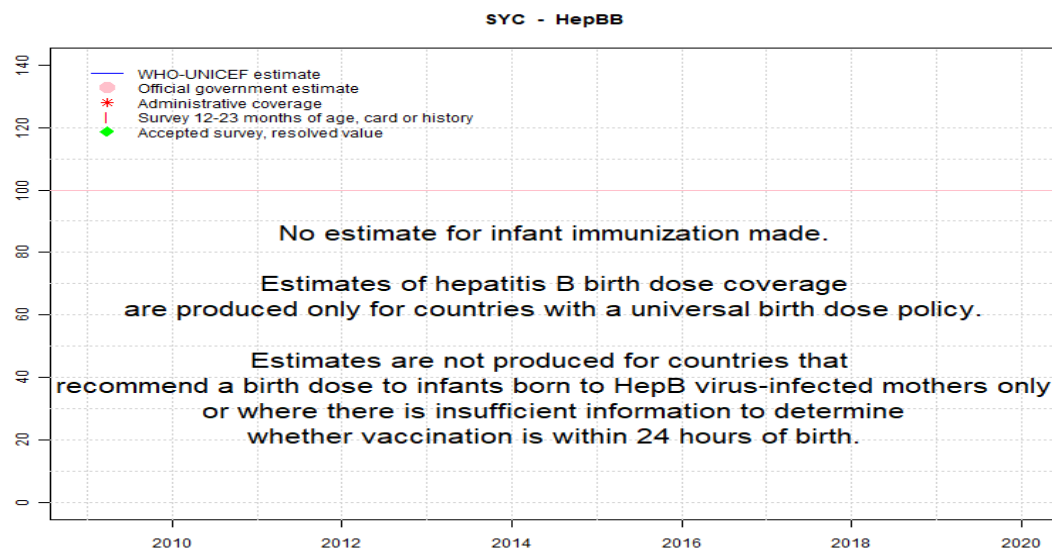 SYC - HepBB
140
120
100
80
60
40
20
0
WHO-UNICEF estimate
Official government estimate
Administrative coverage
Survey 12-23 months of age, card or history
Accepted survey, resolved value
No estimate for infant immunization made.
Estimates of hepatitis B birth dose coverage
are produced only for countries with a universal birth dose policy.
Estimates are not produced for countries that
recommend a birth dose to infants born to HepB virus-infected mothers only
or where there is insufficient information to determine
whether vaccination is within 24 hours of birth.
2010 2012 2014 2016 2018 2020